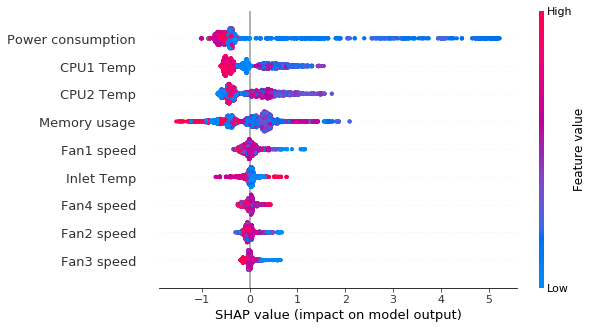 High
Power consumption
CPU1 Temp
CPU2 Temp
Memory usage
Fan1 speed
Inlet Temp
Fan4 speed
Fan2 speed
Fan3 speed
Feature value
Low
−1 0 1 2 3 4 5
SHAP value (impact on model output)